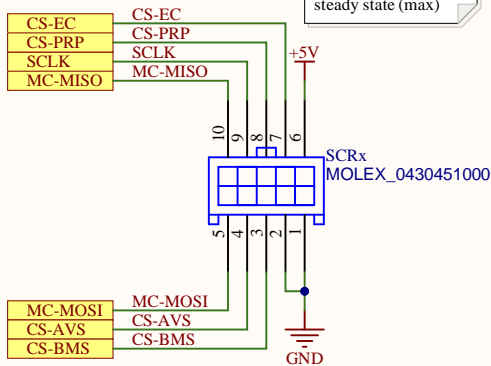 steady state (max)
CS-EC CS-EC
CS-PRP CS-PRP
SCLK SCLK
MC-MISO MC-MISO
+5V
10 9 8 7 6
SCRx
MOLEX_0430451000
5 4 3 2 1
MC-MOSI MC-MOSI
CS-AVS CS-AVS
CS-BMS CS-BMS
GND